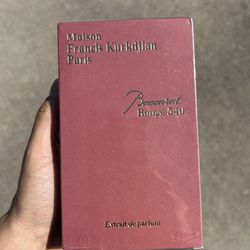 Maison
Francis Kurkdjian
Paris
Baccarat
Rouge 540
Extrait de parfum